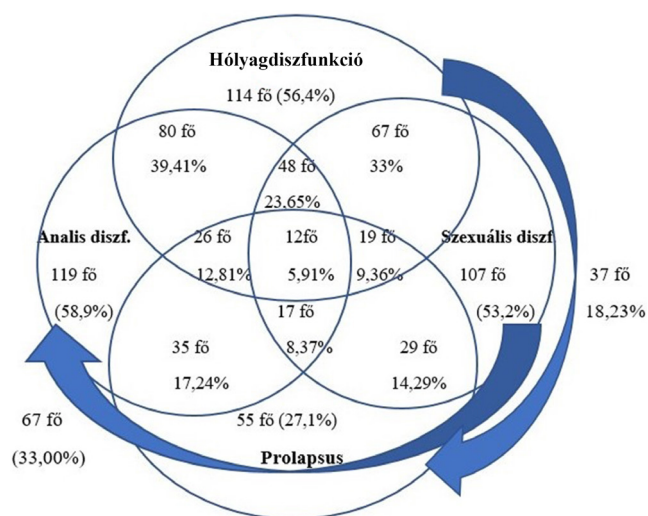 Hólyagdiszfunkció
114 fő (56,4%)
80 fő
39,41%
67 fő
33%
48 fő
23,65%
Analis diszf.
119 fő
(58,9%)
26 fő
12,81%
12fő
5,91%
19 fő
9,36%
Szexuális diszf
107 fő
(53,2%)
37 fő
18,23%
17 fő
8,37%
35 fő
17,24%
29 fő
14,29%
67 fő
(33,00%)
55 fő (27,1%)
Prolapsus